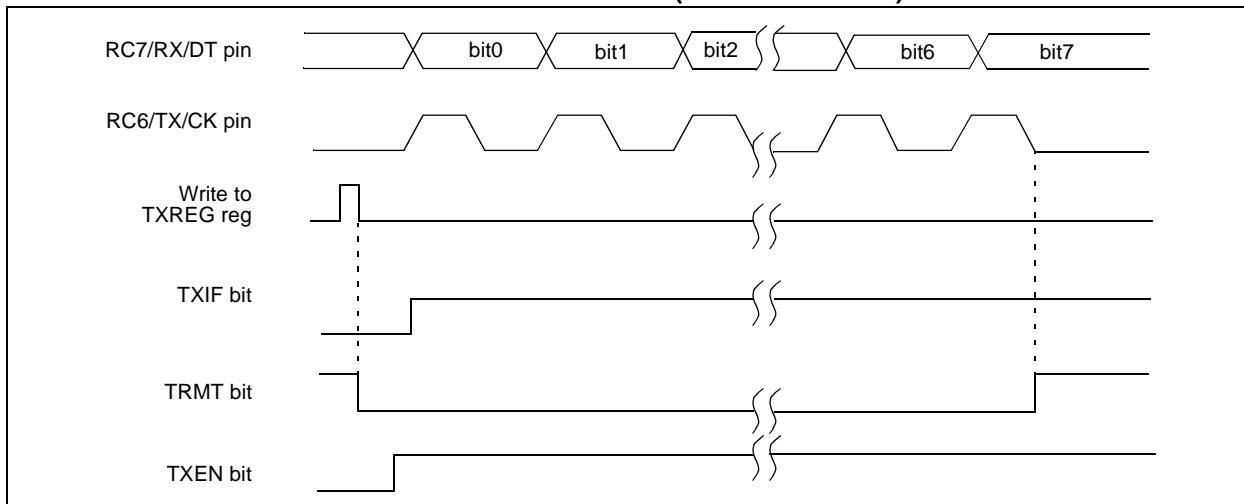 RC7/RX/DT pin
bit0 bit1 bit2 bit6 bit7
RC6/TX/CK pin
Write to
TXREG reg
TXIF bit
TRMT bit
TXEN bit